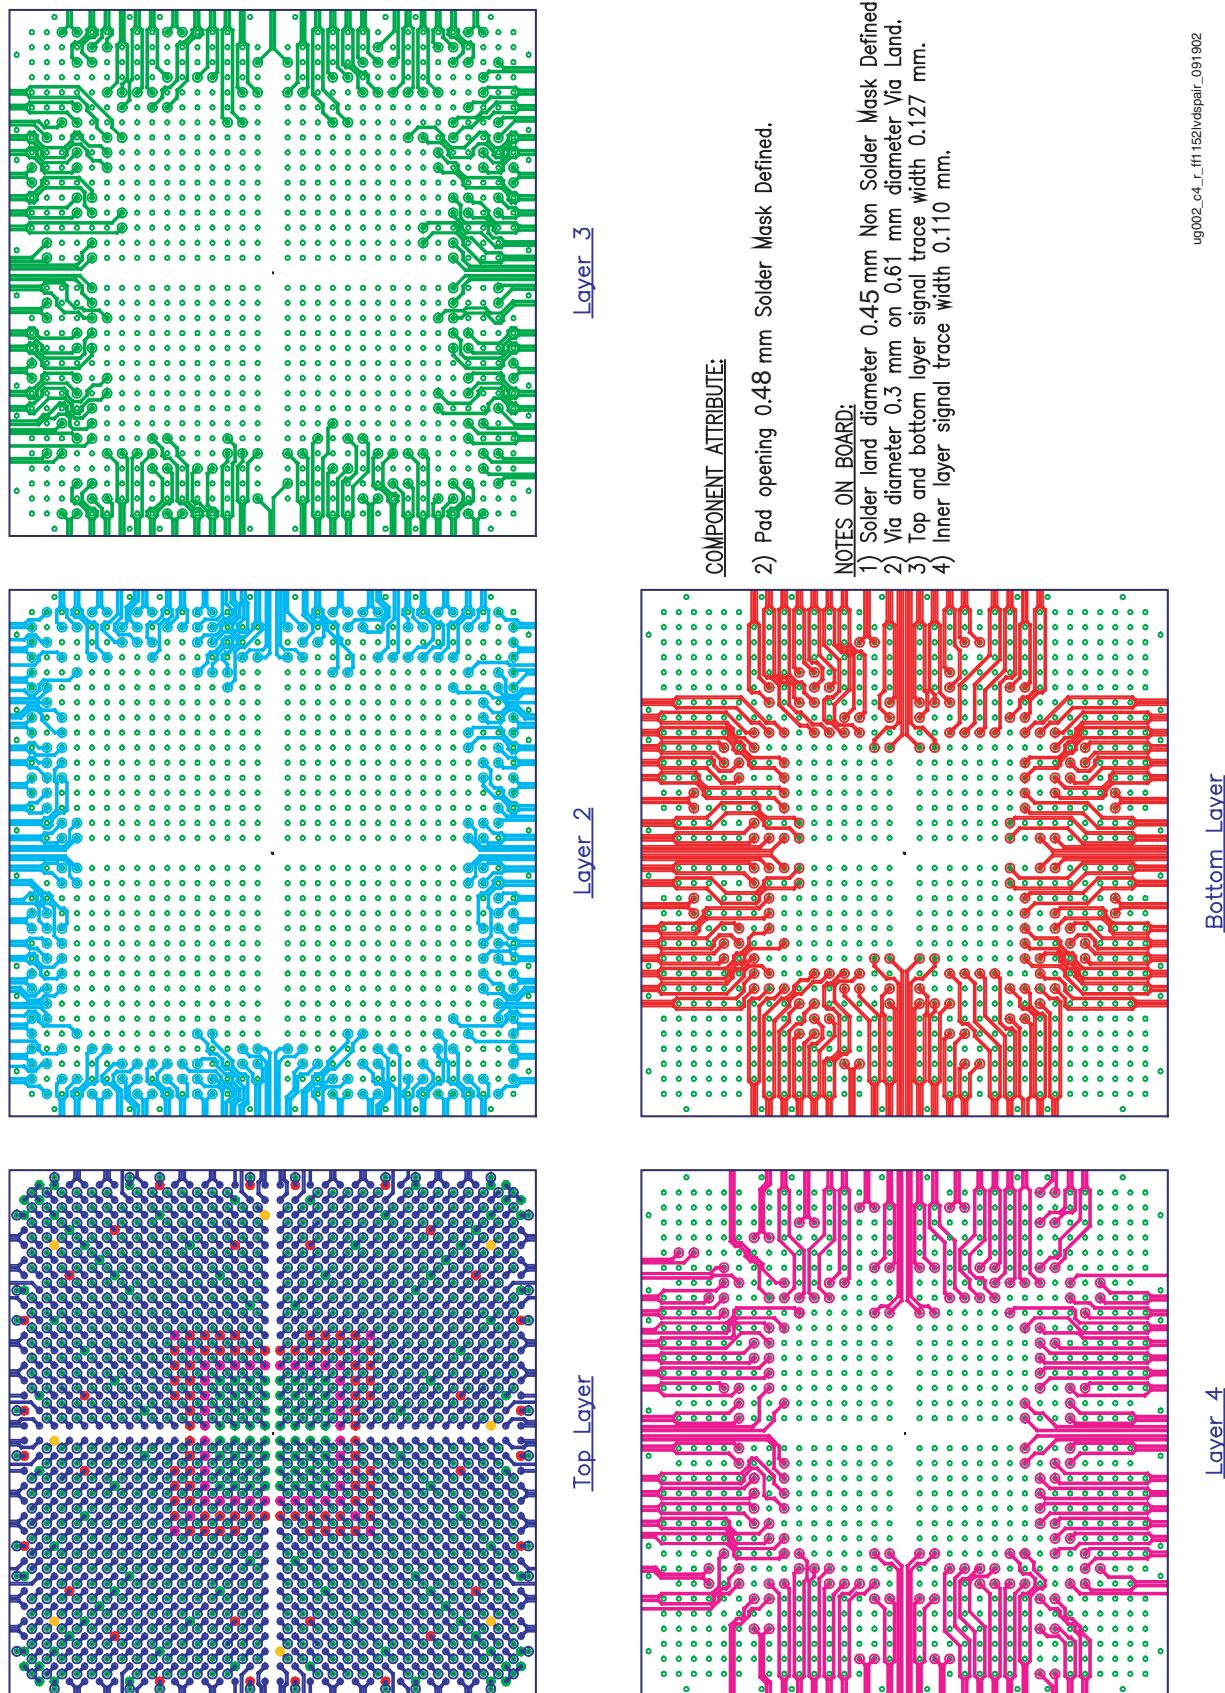 Top Layer
Layer 2
Layer 3
Layer 4
Bottom Layer
COMPONENT ATTRIBUTE:
2) Pad opening 0.48 mm Solder Mask Defined.
NOTES ON BOARD:
1) Solder land diameter 0.45 mm Non Solder Mask Defined
2) Via diameter 0.3 mm on 0.61 mm diameter Via Land.
3) Top and bottom layer signal trace width 0.127 mm.
4) Inner layer signal trace width 0.110 mm.
ug002_c4_r_ff1152lvdspair_091902